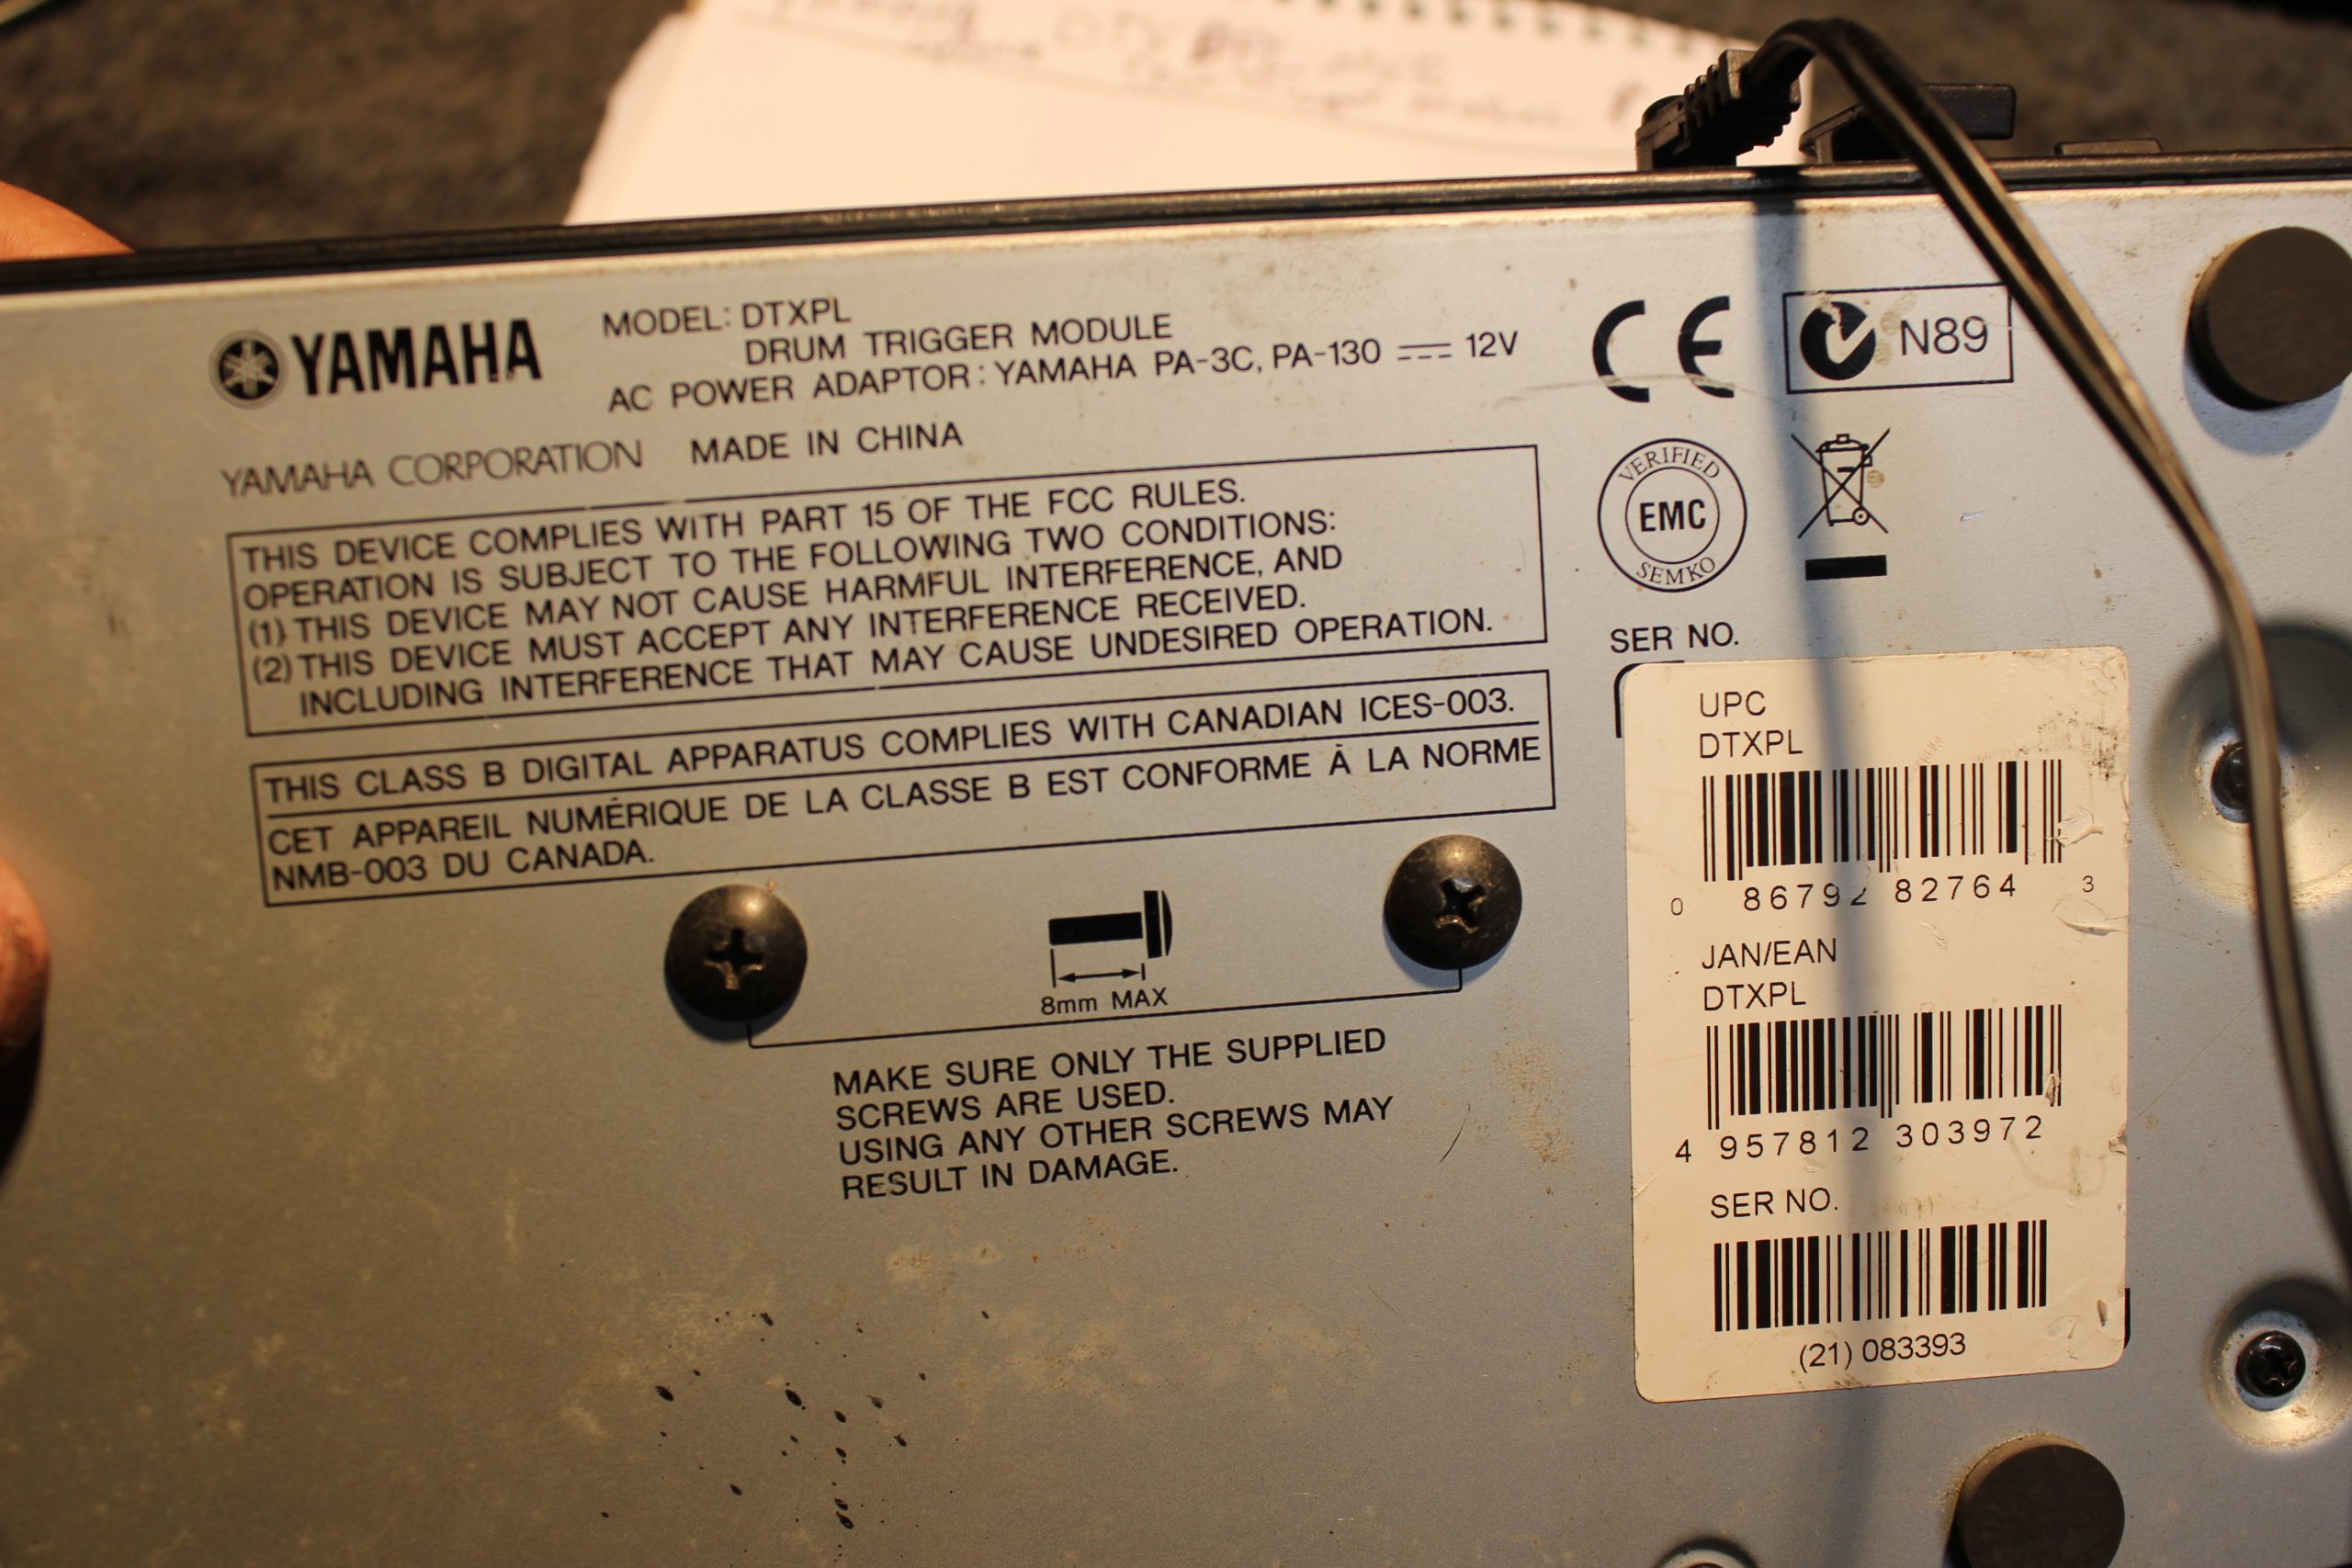 YAMAHA
MODEL: DTXPL
DRUM TRIGGER MODULE
AC POWER ADAPTOR: YAMAHA PA-3C, PA-130 12V
YAMAHA CORPORATION MADE IN CHINA
THIS DEVICE COMPLIES WITH PART 15 OF THE FCC RULES.
OPERATION IS SUBJECT TO THE FOLLOWING TWO CONDITIONS:
(1) THIS DEVICE MAY NOT CAUSE HARMFUL INTERFERENCE, AND
(2) THIS DEVICE MUST ACCEPT ANY INTERFERENCE RECEIVED.
INCLUDING INTERFERENCE THAT MAY CAUSE UNDESIRED OPERATION.
THIS CLASS B DIGITAL APPARATUS COMPLIES WITH CANADIAN ICES-003.
CET APPAREIL NUMÉRIQUE DE LA CLASSE B EST CONFORME À LA NORME
NMB-003 DU CANADA.
8mm MAX
MAKE SURE ONLY THE SUPPLIED
SCREWS ARE USED.
USING ANY OTHER SCREWS MAY
RESULT IN DAMAGE.
CE
N89
VERIFIED
EMC
SEMKO
SER NO.
UPC
DTXPL
0 86792 82764 3
JAN/EAN
DTXPL
4 957812 303972
SER NO.
(21) 083393